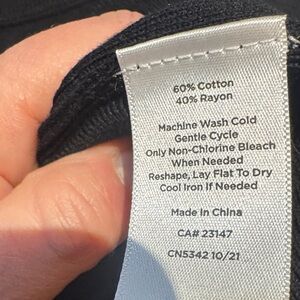 60% Cotton
40% Rayon
Machine Wash Cold
Gentle Cycle
Only Non-Chlorine Bleach
When Needed
Reshape, Lay Flat To Dry
Cool Iron If Needed
Made In China
CA# 23147
CN5342 10/21